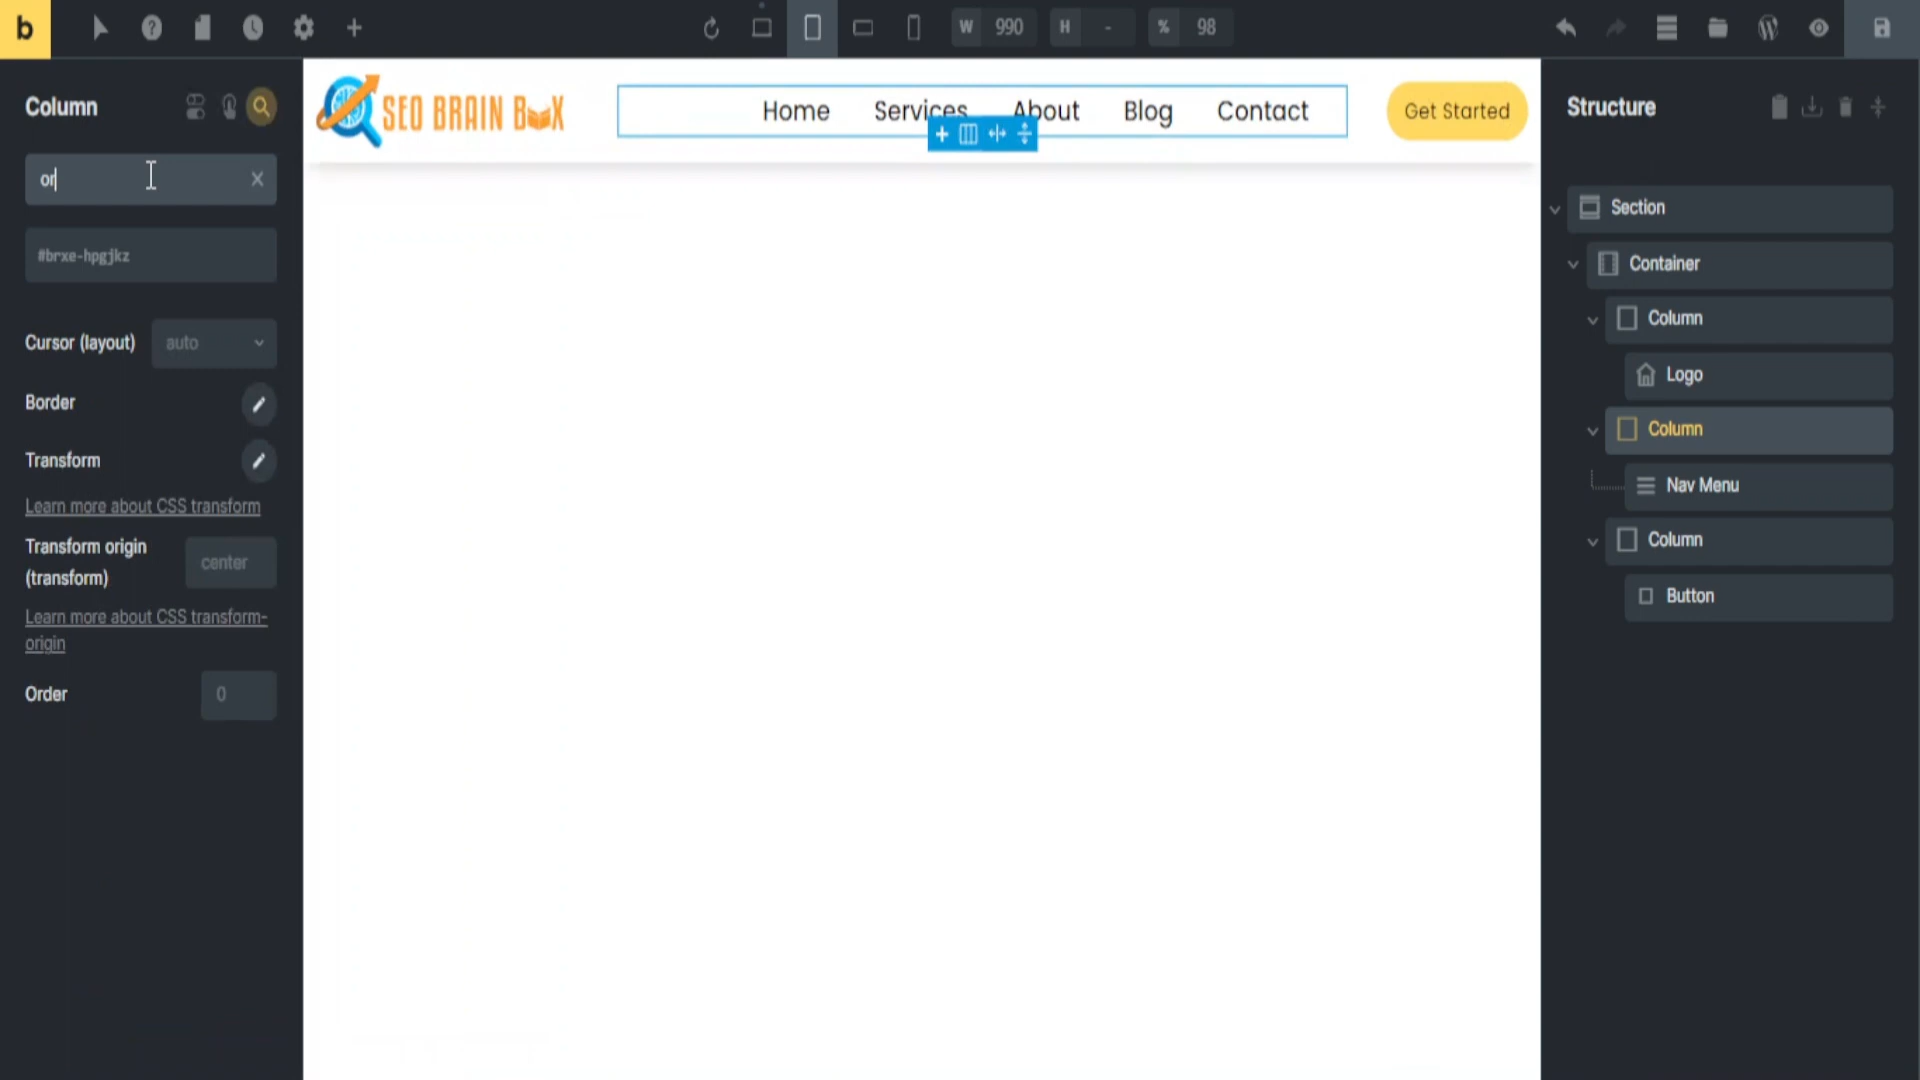 b
W 990 H - % 98
Column
or
#brxe-hpgjkz
Cursor (layout) auto
Border
Transform
Learn more about CSS transform
Transform origin
(transform)
center
Learn more about CSS transform-
origin
Order 0
SEO BRAIN BOX
Home Services About Blog Contact
Get Started
Structure
Section
Container
Column
Logo
Column
Nav Menu
Column
Button